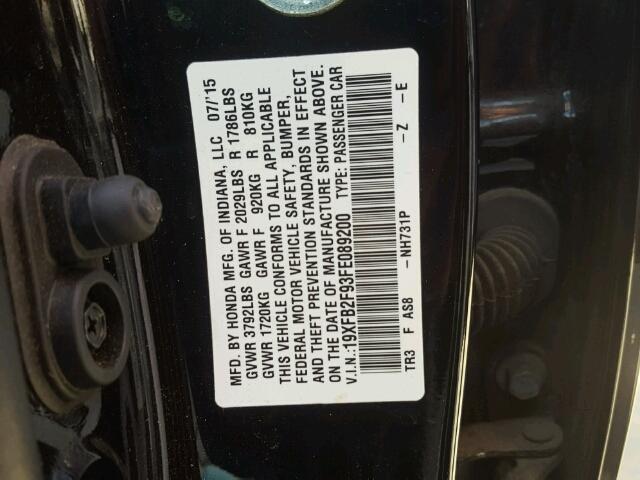 MFD. BY HONDA MFG. OF INDIANA, LLC 07/'15
GVWR 3792LBS GAWR F 2029LBS R 1786LBS
GVWR 1720KG GAWR F 920KG R 810KG
THIS VEHICLE CONFORMS TO ALL APPLICABLE
FEDERAL MOTOR VEHICLE SAFETY, BUMPER,
AND THEFT PREVENTION STANDARDS IN EFFECT
ON THE DATE OF MANUFACTURE SHOWN ABOVE.
V.I.N.:19XFB2F93FE089200 TYPE: PASSENGER CAR
TR3 F AS8 -NH731P -Z -E